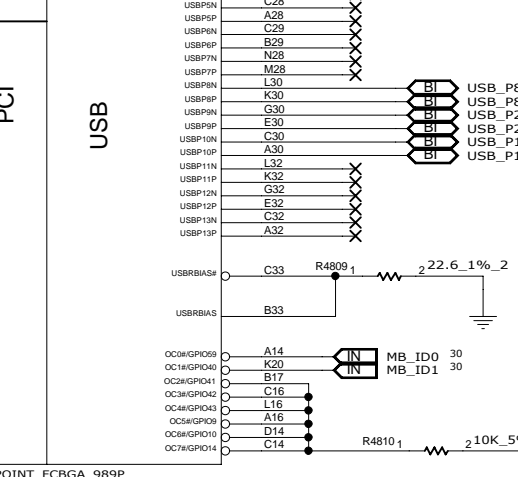 USBP5N C28
USBP5P A28
USBP6N C29
USBP6P B29
USBP7N N28
USBP7P M28
USBP8N L30 BI USB_P8
USBP8P K30 BI USB_P8
USBP9N G30 BI USB_P2
USBP9P E30 BI USB_P2
USBP10N C30 BI USB_P1
USBP10P A30 BI USB_P1
USBP11N L32
USBP11P K32
USBP12N G32
USBP12P E32
USBP13N C32
USBP13P A32
PCI
USB
USBRBIAS# C33 R4809 1 2 22.6_1%_2
USBRBIAS B33
OC0#/GPIO59 A14 IN MB_ID0 30
OC1#/GPIO40 K20 IN MB_ID1 30
OC2#/GPIO41 B17
OC3#/GPIO42 C16
OC4#/GPIO43 L16
OC5#/GPIO9 A16
OC6#/GPIO10 D14
OC7#/GPIO14 C14 R4810 1 2 10K_5%
POINT_FCBGA_989P